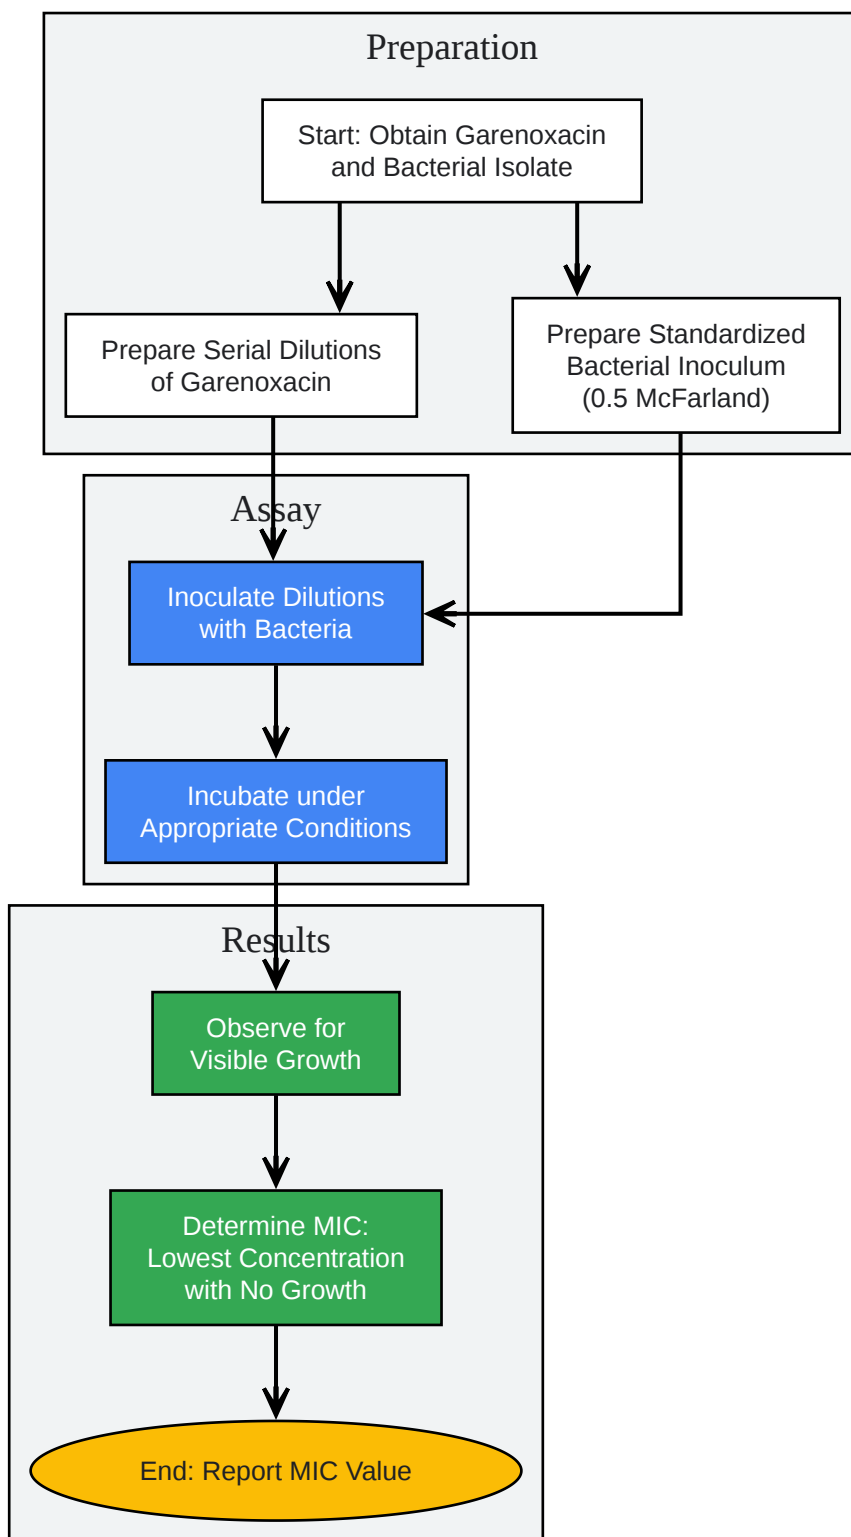 Preparation
Start: Obtain Garenoxacin
and Bacterial Isolate
Prepare Serial Dilutions
of Garenoxacin
Prepare Standardized
Bacterial Inoculum
(0.5 McFarland)
Assay
Inoculate Dilutions
with Bacteria
Incubate under
Appropriate Conditions
Results
Observe for
Visible Growth
Determine MIC:
Lowest Concentration
with No Growth
End: Report MIC Value